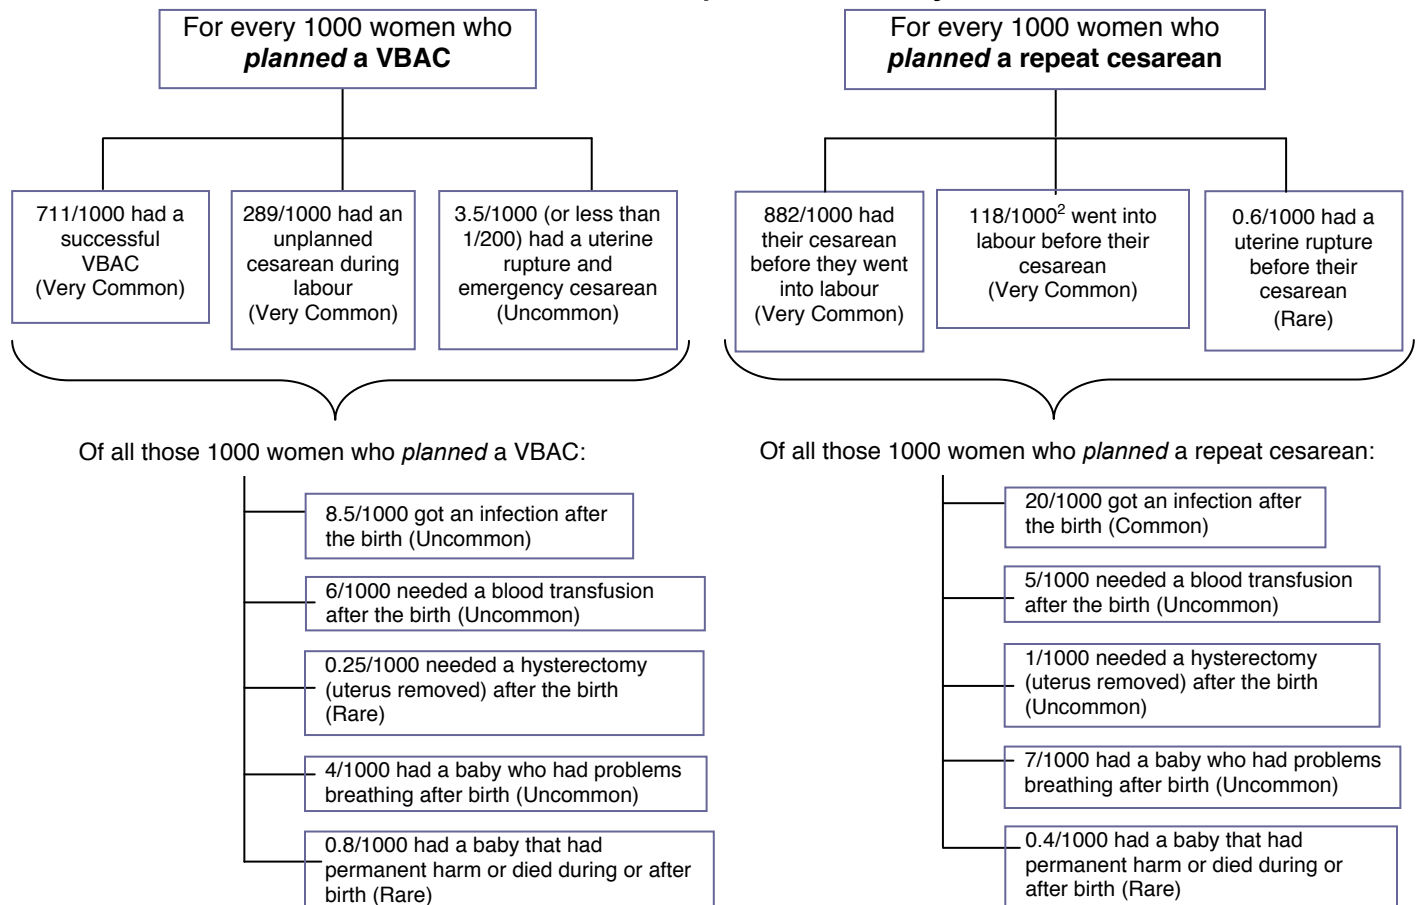 For every 1000 women who
planned a VBAC
711/1000 had a
successful
VBAC
(Very Common)
289/1000 had an
unplanned
cesarean during
labour
(Very Common)
3.5/1000 (or less than
1/200) had a uterine
rupture and
emergency cesarean
(Uncommon)
Of all those 1000 women who planned a VBAC:
8.5/1000 got an infection after
the birth (Uncommon)
6/1000 needed a blood transfusion
after the birth (Uncommon)
0.25/1000 needed a hysterectomy
(uterus removed) after the birth
(Rare)
4/1000 had a baby who had problems
breathing after birth (Uncommon)
0.8/1000 had a baby that had
permanent harm or died during or after
birth (Rare)
For every 1000 women who
planned a repeat cesarean
882/1000 had
their cesarean
before they went
into labour
(Very Common)
118/1000² went into
labour before their
cesarean
(Very Common)
0.6/1000 had a
uterine rupture
before their
cesarean
(Rare)
Of all those 1000 women who planned a repeat cesarean:
20/1000 got an infection after
the birth (Common)
5/1000 needed a blood transfusion
after the birth (Uncommon)
1/1000 needed a hysterectomy
(uterus removed) after the birth
(Uncommon)
7/1000 had a baby who had problems
breathing after birth (Uncommon)
0.4/1000 had a baby that had
permanent harm or died during or
after birth (Rare)